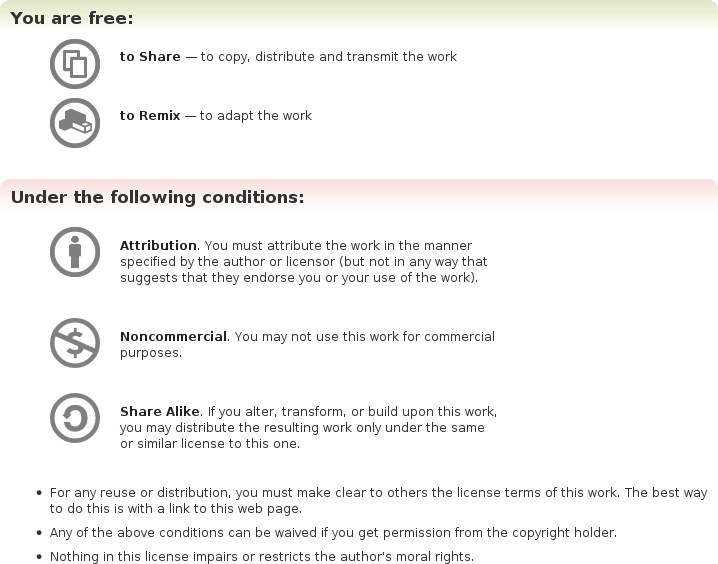 You are free:
to Share — to copy, distribute and transmit the work
to Remix — to adapt the work
Under the following conditions:
Attribution. You must attribute the work in the manner
specified by the author or licensor (but not in any way that
suggests that they endorse you or your use of the work).
Noncommercial. You may not use this work for commercial
purposes.
Share Alike. If you alter, transform, or build upon this work,
you may distribute the resulting work only under the same
or similar license to this one.
• For any reuse or distribution, you must make clear to others the license terms of this work. The best way
to do this is with a link to this web page.
• Any of the above conditions can be waived if you get permission from the copyright holder.
• Nothing in this license impairs or restricts the author's moral rights.